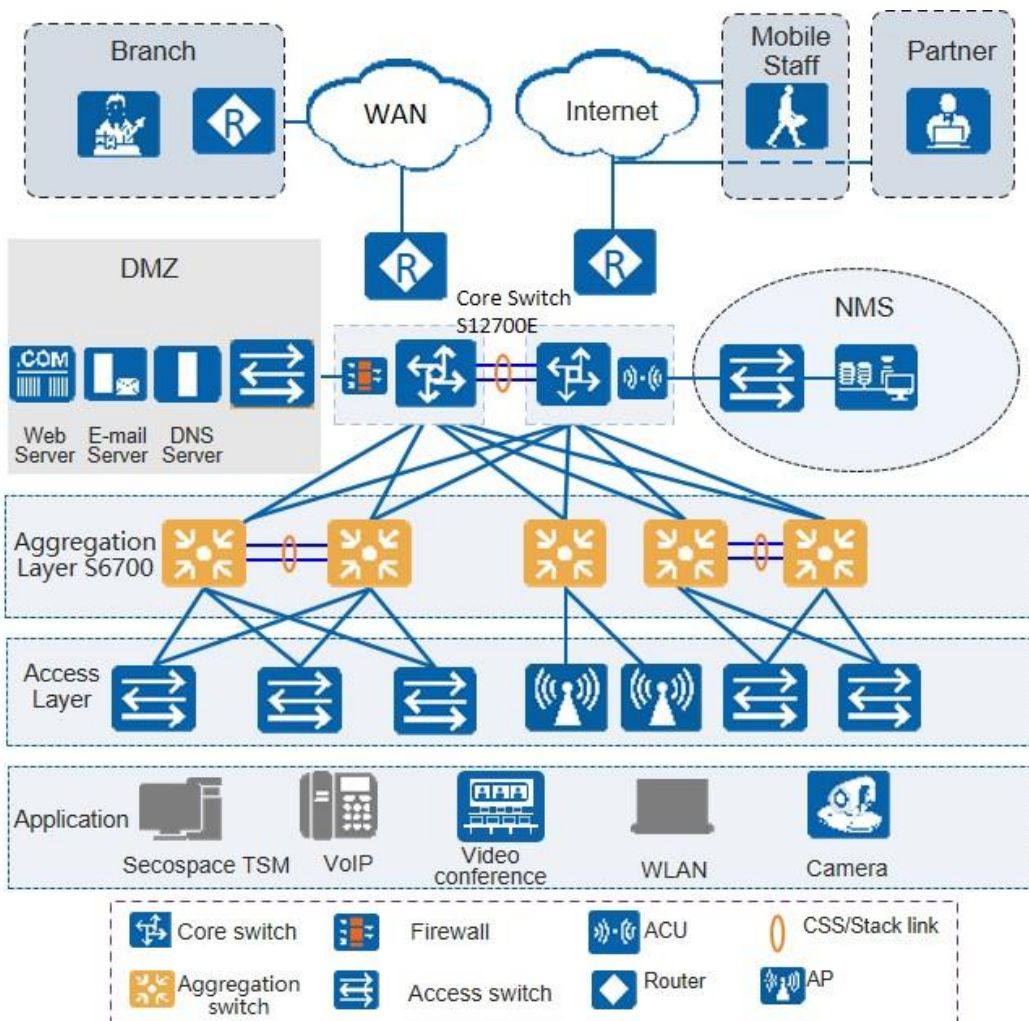 Branch
R
WAN
Internet
Mobile
Staff
Partner
R
R
DMZ
.COM
Web
Server
E-mail
Server
DNS
Server
Core Switch
S12700E
NMS
Aggregation
Layer S6700
Access
Layer
Application
Secospace TSM
VoIP
Video
conference
WLAN
Camera
Core switch
Firewall
ACU
CSS/Stack link
Aggregation
switch
Access switch
Router
AP